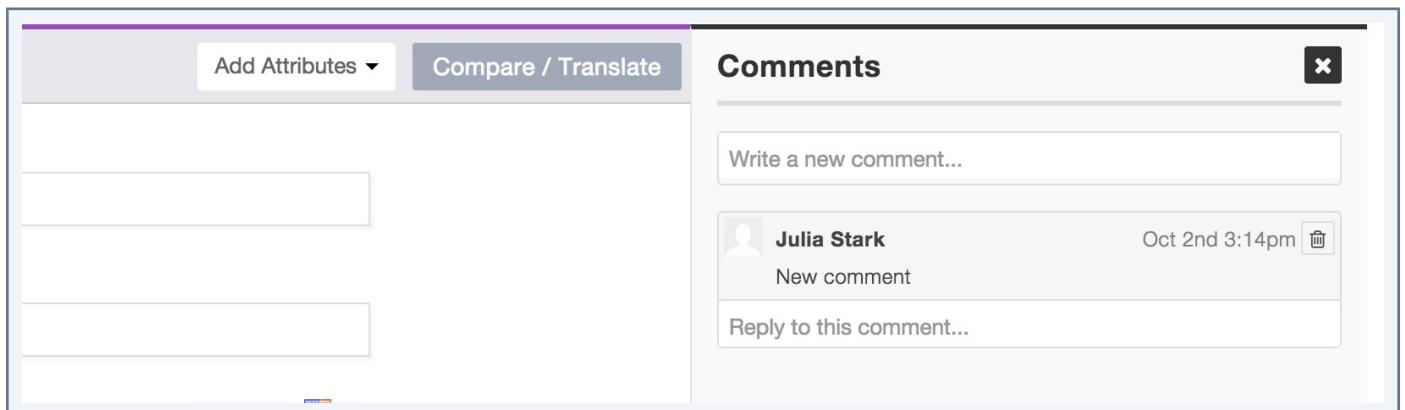 Add Attributes
Compare / Translate
Comments
Write a new comment...
Julia Stark
Oct 2nd 3:14pm
New comment
Reply to this comment...